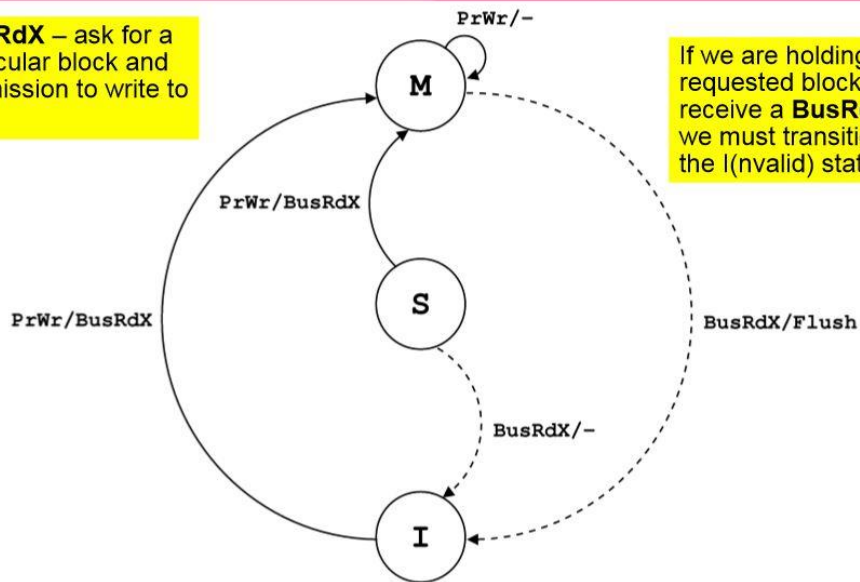 RdX – ask for a
cular block and
ission to write to
PrWr/–
If we are holding
requested block
receive a BusR
we must transiti
the I(nvalid) stat
M
PrWr/BusRdX
S
PrWr/BusRdX
BusRdX/Flush
BusRdX/–
I